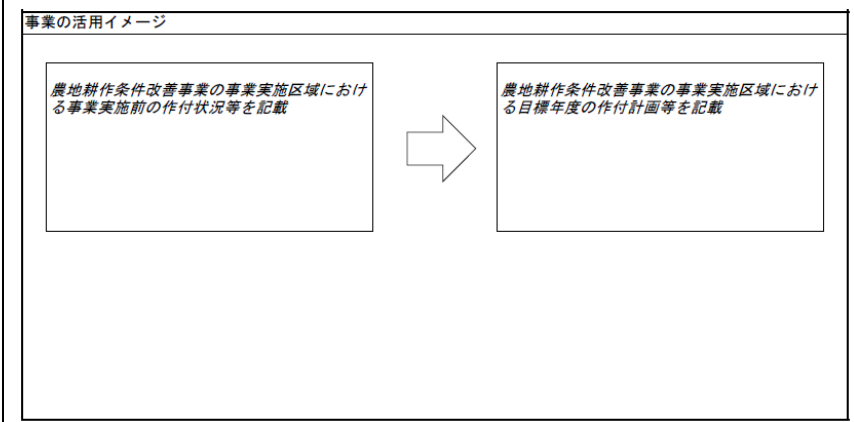 事業の活用イメージ
農地耕作条件改善事業の事業実施区域におけ
る事業実施前の作付状況等を記載
農地耕作条件改善事業の事業実施区域におけ
る目標年度の作付計画等を記載